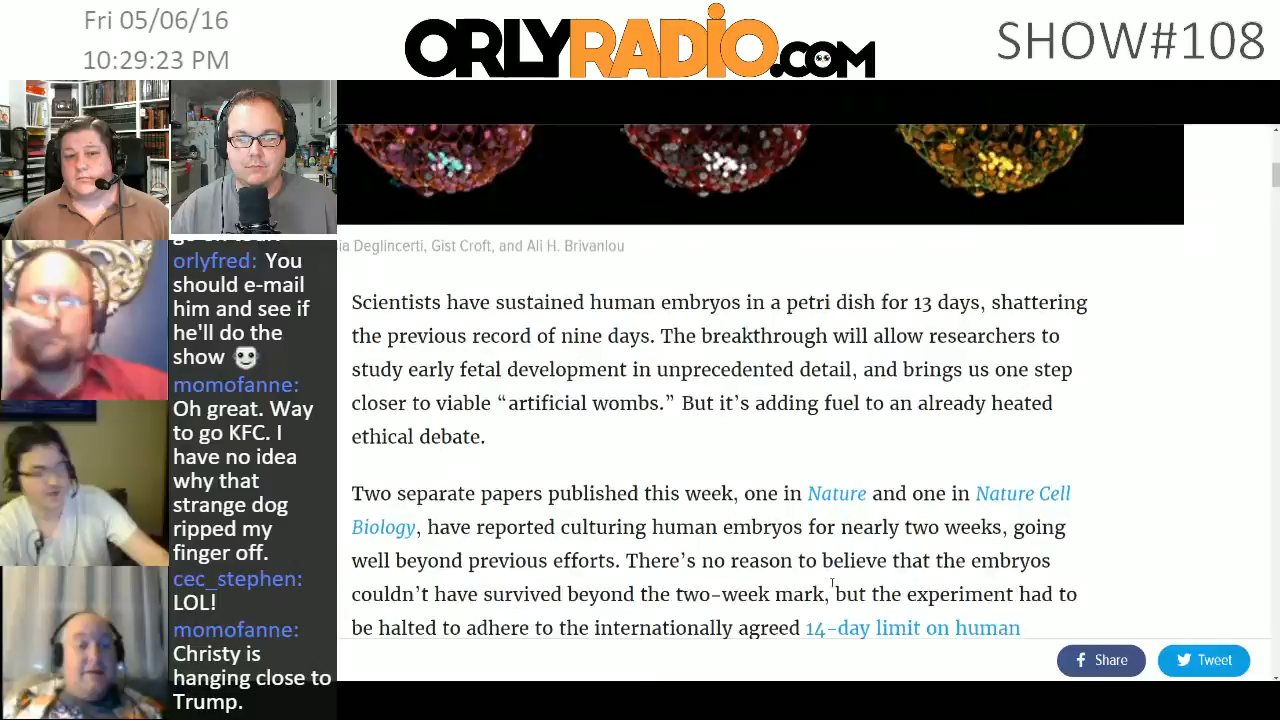 Fri 05/06/16
10:29:23 PM
ORLYRADIO.COM
SHOW#108
orlyfred: You
should e-mail
him and see if
he'll do the
show
momofanne:
Oh great. Way
to go KFC. I
have no idea
why that
strange dog
ripped my
finger off.
cec_stephen:
LOL!
momofanne:
Christy is
hanging close to
Trump.
Deglincerti, Gist Croft, and Ali H. Brivanlou
Scientists have sustained human embryos in a petri dish for 13 days, shattering
the previous record of nine days. The breakthrough will allow researchers to
study early fetal development in unprecedented detail, and brings us one step
closer to viable “artificial wombs.” But it’s adding fuel to an already heated
ethical debate.
Two separate papers published this week, one in Nature and one in Nature Cell
Biology, have reported culturing human embryos for nearly two weeks, going
well beyond previous efforts. There’s no reason to believe that the embryos
couldn’t have survived beyond the two-week mark, but the experiment had to
be halted to adhere to the internationally agreed 14-day limit on human
Share
Tweet